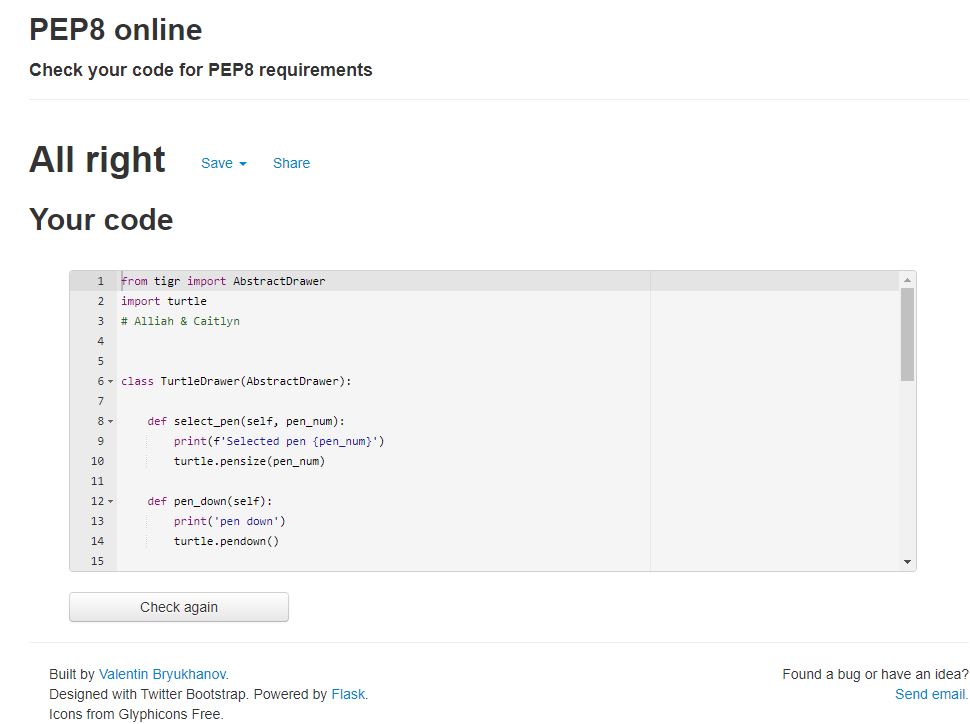 PEP8 online
Check your code for PEP8 requirements
All right Save Share
Your code
1 from tigr import AbstractDrawer
2 import turtle
3 # Alliah & Caitlyn
4
5
6 class TurtleDrawer(AbstractDrawer):
7
8 def select_pen(self, pen_num):
9 print(f'Selected pen {pen_num}')
10 turtle.pensize(pen_num)
11
12 def pen_down(self):
13 print('pen down')
14 turtle.pendown()
15
Check again
Built by Valentin Bryukhanov. Found a bug or have an idea?
Designed with Twitter Bootstrap. Powered by Flask. Send email.
Icons from Glyphicons Free.